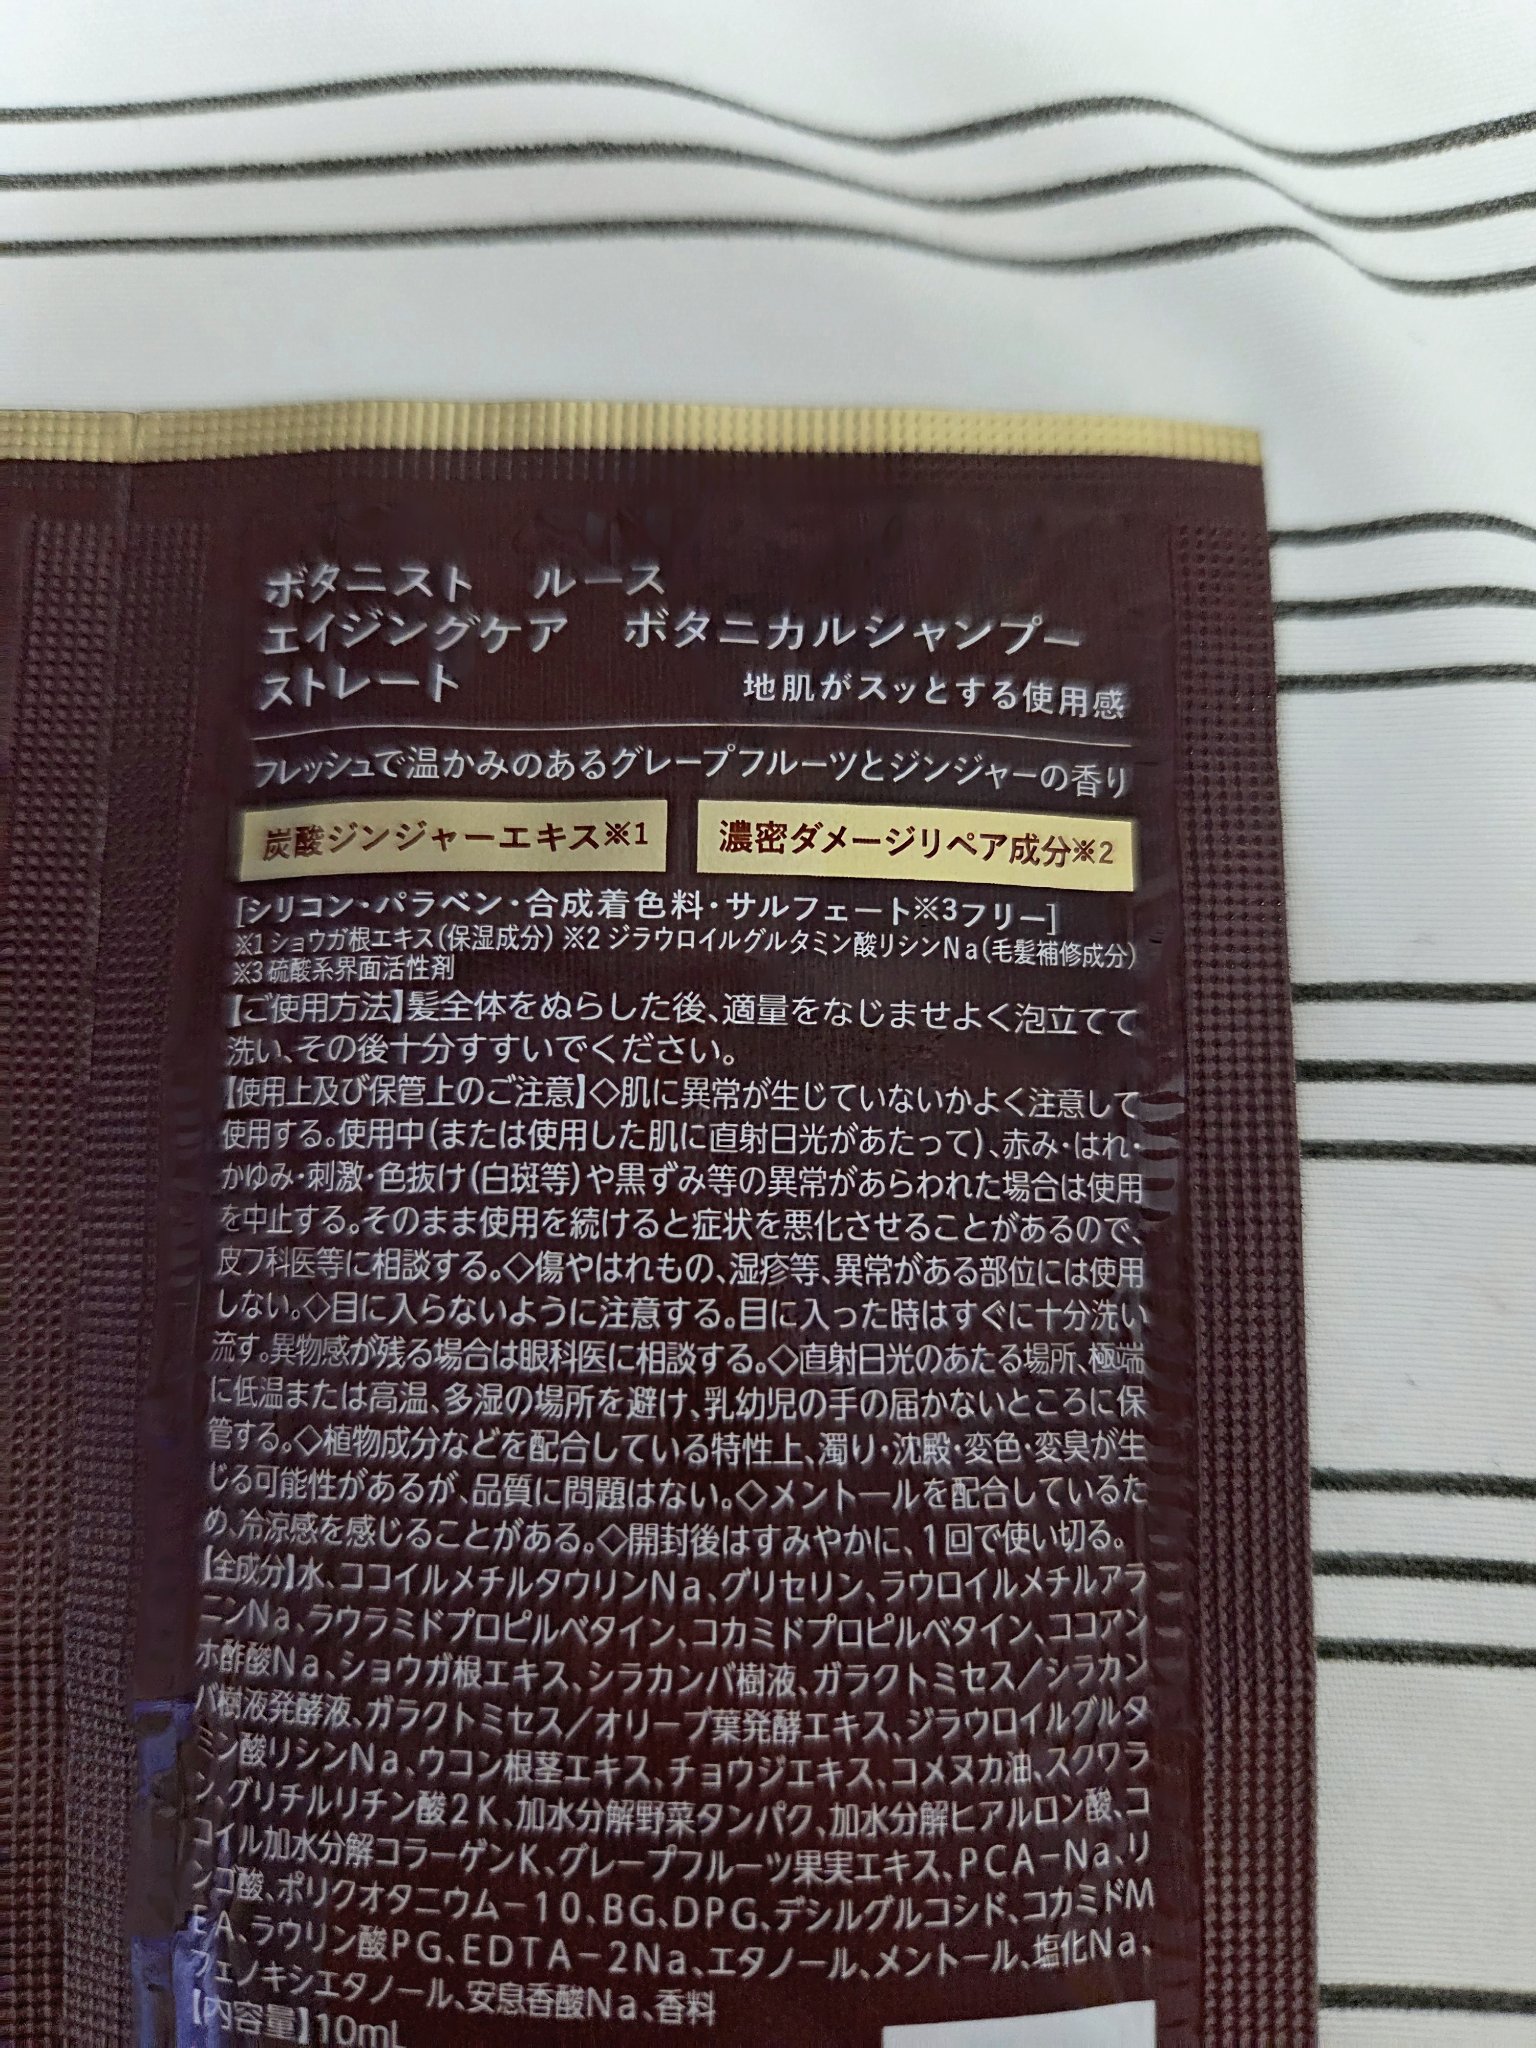 ボタニスト　ルース
エイジングケア　ボタニカルシャンプー
ストレート　地肌がスッとする使用感
フレッシュで温かみのあるグレープフルーツとジンジャーの香り
炭酸ジンジャーエキス※1　濃密ダメージリペア成分※2
[シリコン・パラベン・合成着色料・サルフェート※3フリー]
※1 ショウガ根エキス(保湿成分) ※2 ジラウロイルグルタミン酸リシンNa(毛髪補修成分)
※3 硫酸系界面活性剤
【ご使用方法】髪全体をぬらした後、適量をなじませよく泡立てて
洗い、その後十分すすいでください。
【使用上及び保管上のご注意】◇肌に異常が生じていないかよく注意して
使用する。使用中(または使用した肌に直射日光があたって)、赤み・はれ・
かゆみ・刺激・色抜け(白斑等)や黒ずみ等の異常があらわれた場合は使用
を中止する。そのまま使用を続けると症状を悪化させることがあるので、
皮フ科医等に相談する。◇傷やはれもの、湿疹等、異常がある部位には使用
しない。◇目に入らないように注意する。目に入った時はすぐに十分洗い
流す。異物感が残る場合は眼科医に相談する。◇直射日光のあたる場所、極端
に低温または高温、多湿の場所を避け、乳幼児の手の届かないところに保
管する。◇植物成分などを配合している特性上、濁り・沈殿・変色・変臭が生
じる可能性があるが、品質に問題はない。◇メントールを配合しているた
め、冷涼感を感じることがある。◇開封後はすみやかに、1回で使い切る。
【全成分】水、ココイルメチルタウリンNa、グリセリン、ラウロイルメチルアラ
ニンNa、ラウラミドプロピルベタイン、コカミドプロピルベタイン、ココアン
ホ酢酸Na、ショウガ根エキス、シラカンバ樹液、ガラクトミセス／シラカン
バ樹液発酵液、ガラクトミセス／オリーブ葉発酵エキス、ジラウロイルグルタ
ミン酸リシンNa、ウコン根茎エキス、チョウジエキス、コメヌカ油、スクワラ
ン、グリチルリチン酸2K、加水分解野菜タンパク、加水分解ヒアルロン酸、コ
コイル加水分解コラーゲンK、グレープフルーツ果実エキス、PCA－Na、リ
ンゴ酸、ポリクオタニウム－10、BG、DPG、デシルグルコシド、コカミドM
EA、ラウリン酸PG、EDTA－2Na、エタノール、メントール、塩化Na、
フェノキシエタノール、安息香酸Na、香料
【内容量】10mL